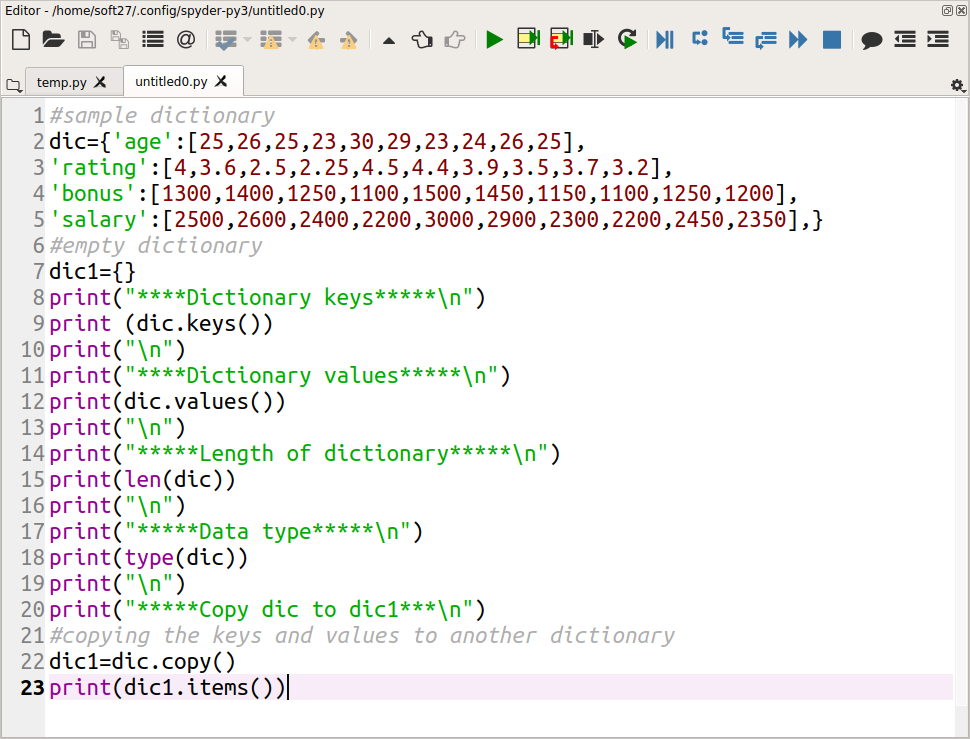 Editor - /home/soft27/.config/spyder-py3/untitled0.py
temp.py
untitled0.py
1 #sample dictionary
2 dic={'age':[25,26,25,23,30,29,23,24,26,25],
3 'rating':[4,3.6,2.5,2.25,4.5,4.4,3.9,3.5,3.7,3.2],
4 'bonus':[1300,1400,1250,1100,1500,1450,1150,1100,1250,1200],
5 'salary':[2500,2600,2400,2200,3000,2900,2300,2200,2450,2350],}
6 #empty dictionary
7 dic1={}
8 print("****Dictionary keys*****\n")
9 print (dic.keys())
10 print("\n")
11 print("****Dictionary values*****\n")
12 print(dic.values())
13 print("\n")
14 print("*****Length of dictionary*****\n")
15 print(len(dic))
16 print("\n")
17 print("*****Data type*****\n")
18 print(type(dic))
19 print("\n")
20 print("*****Copy dic to dic1***\n")
21 #copying the keys and values to another dictionary
22 dic1=dic.copy()
23 print(dic1.items())